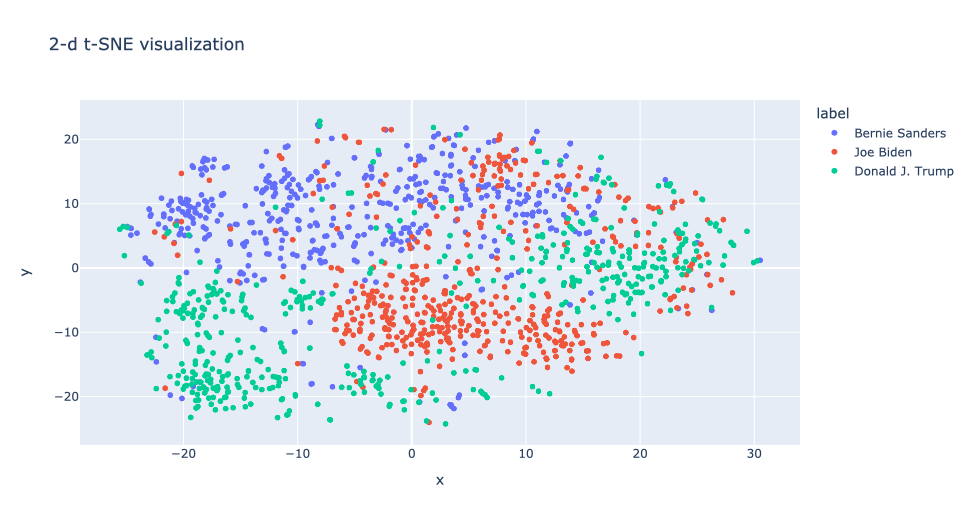 2-d t-SNE visualization
label
Bernie Sanders
Joe Biden
Donald J. Trump
20
10
0
−10
−20
y
−20
−10
0
10
20
30
x